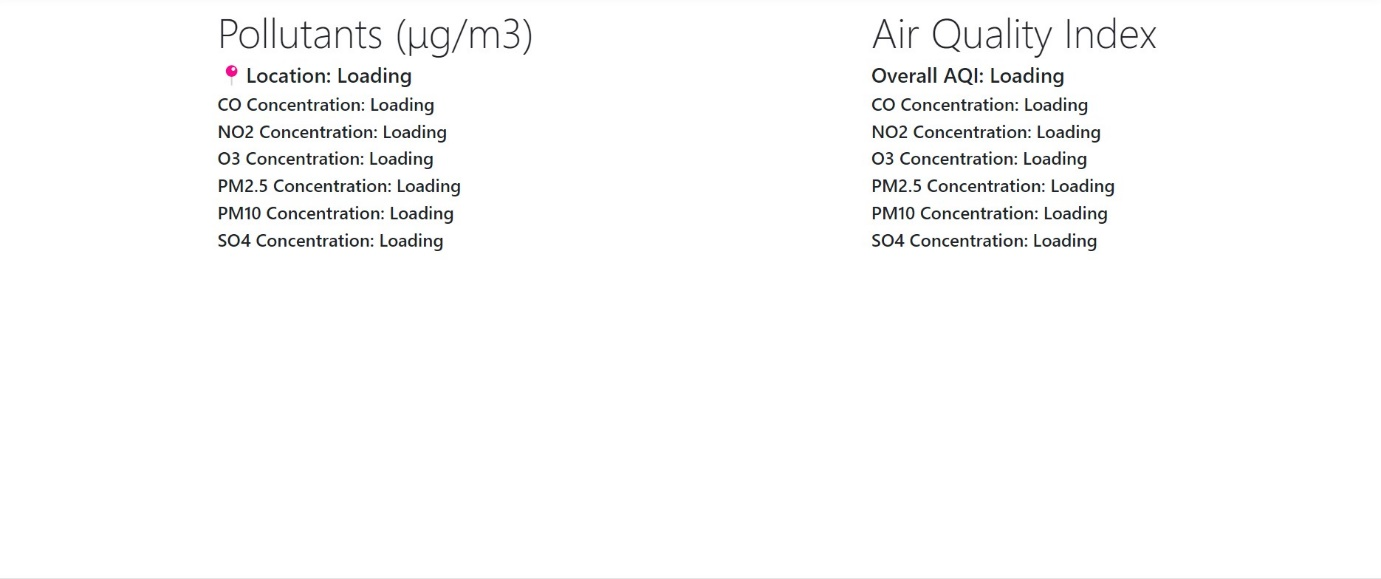 Pollutants (µg/m3)
📍 Location: Loading
CO Concentration: Loading
NO2 Concentration: Loading
O3 Concentration: Loading
PM2.5 Concentration: Loading
PM10 Concentration: Loading
SO4 Concentration: Loading
Air Quality Index
Overall AQI: Loading
CO Concentration: Loading
NO2 Concentration: Loading
O3 Concentration: Loading
PM2.5 Concentration: Loading
PM10 Concentration: Loading
SO4 Concentration: Loading